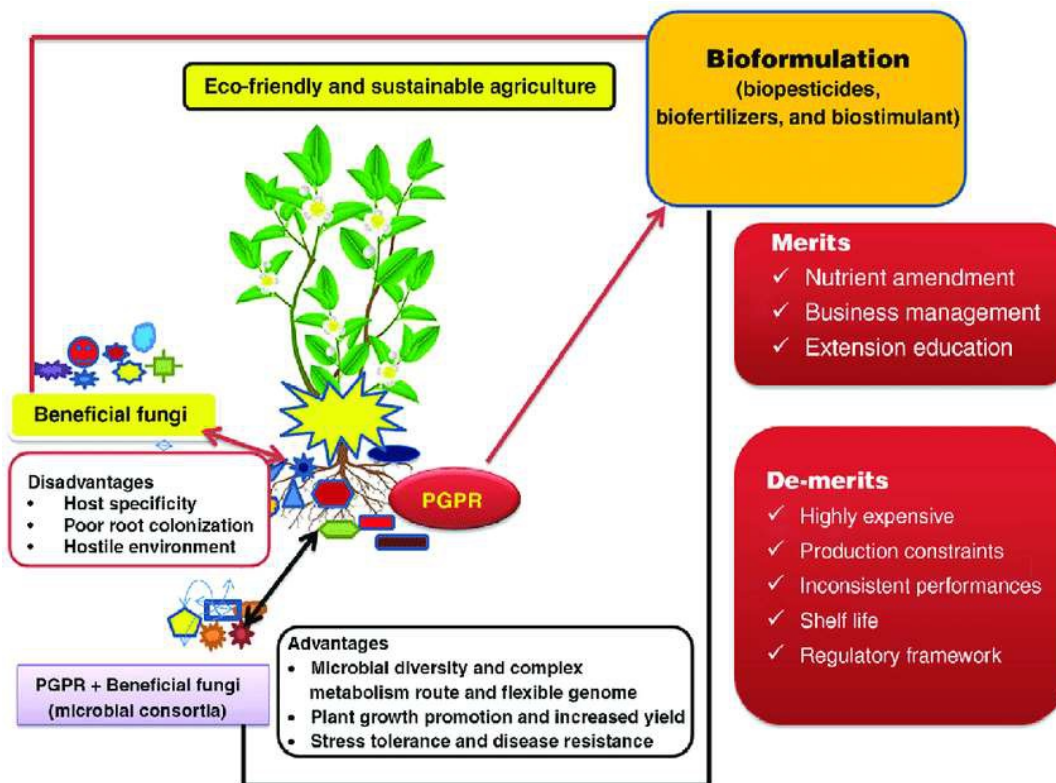 Eco-friendly and sustainable agriculture
Bioformulation
(biopesticides,
biofertilizers, and biostimulant)
Merits
✓ Nutrient amendment
✓ Business management
✓ Extension education
Beneficial fungi
Disadvantages
• Host specificity
• Poor root colonization
• Hostile environment
PGPR
De-merits
✓ Highly expensive
✓ Production constraints
✓ Inconsistent performances
✓ Shelf life
✓ Regulatory framework
PGPR + Beneficial fungi
(microbial consortia)
Advantages
• Microbial diversity and complex
metabolism route and flexible genome
• Plant growth promotion and increased yield
• Stress tolerance and disease resistance